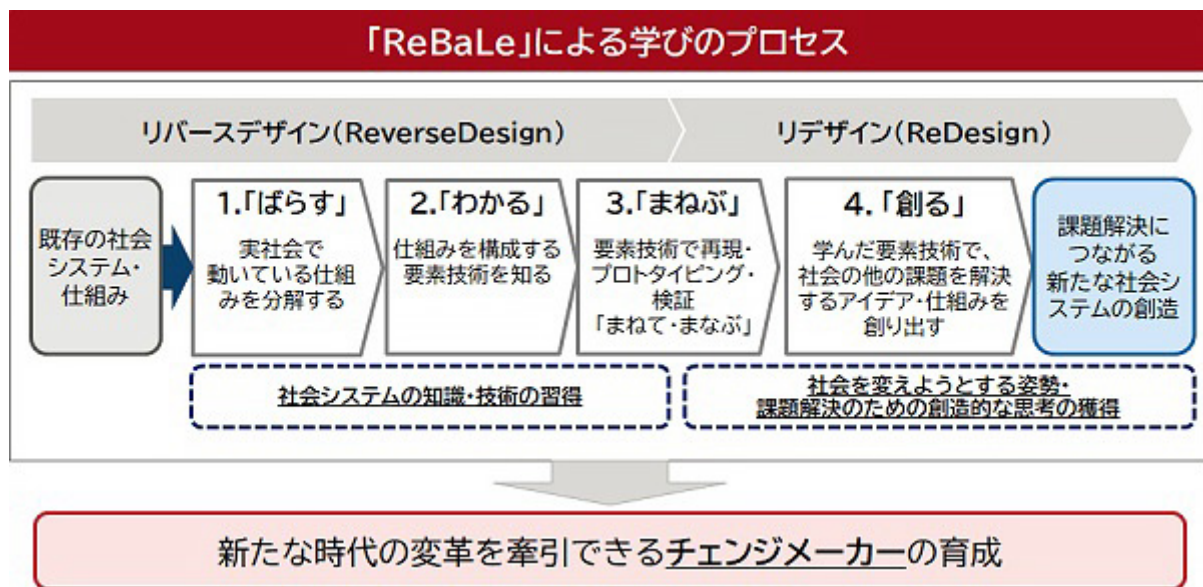 「ReBaLe」による学びのプロセス
リバースデザイン(ReverseDesign)
リデザイン(ReDesign)
既存の社会
システム・
仕組み
1.「ばらす」
実社会で
動いている仕組
みを分解する
2.「わかる」
仕組みを構成する
要素技術を知る
3.「まねぶ」
要素技術で再現・
プロトタイピング・
検証
「まねて・まなぶ」
4.「創る」
学んだ要素技術で、
社会の他の課題を解決
するアイデア・仕組みを
創り出す
課題解決に
つながる
新たな社会シ
ステムの創造
社会システムの知識・技術の習得
社会を変えようとする姿勢・
課題解決のための創造的な思考の獲得
新たな時代の変革を牽引できるチェンジメーカーの育成